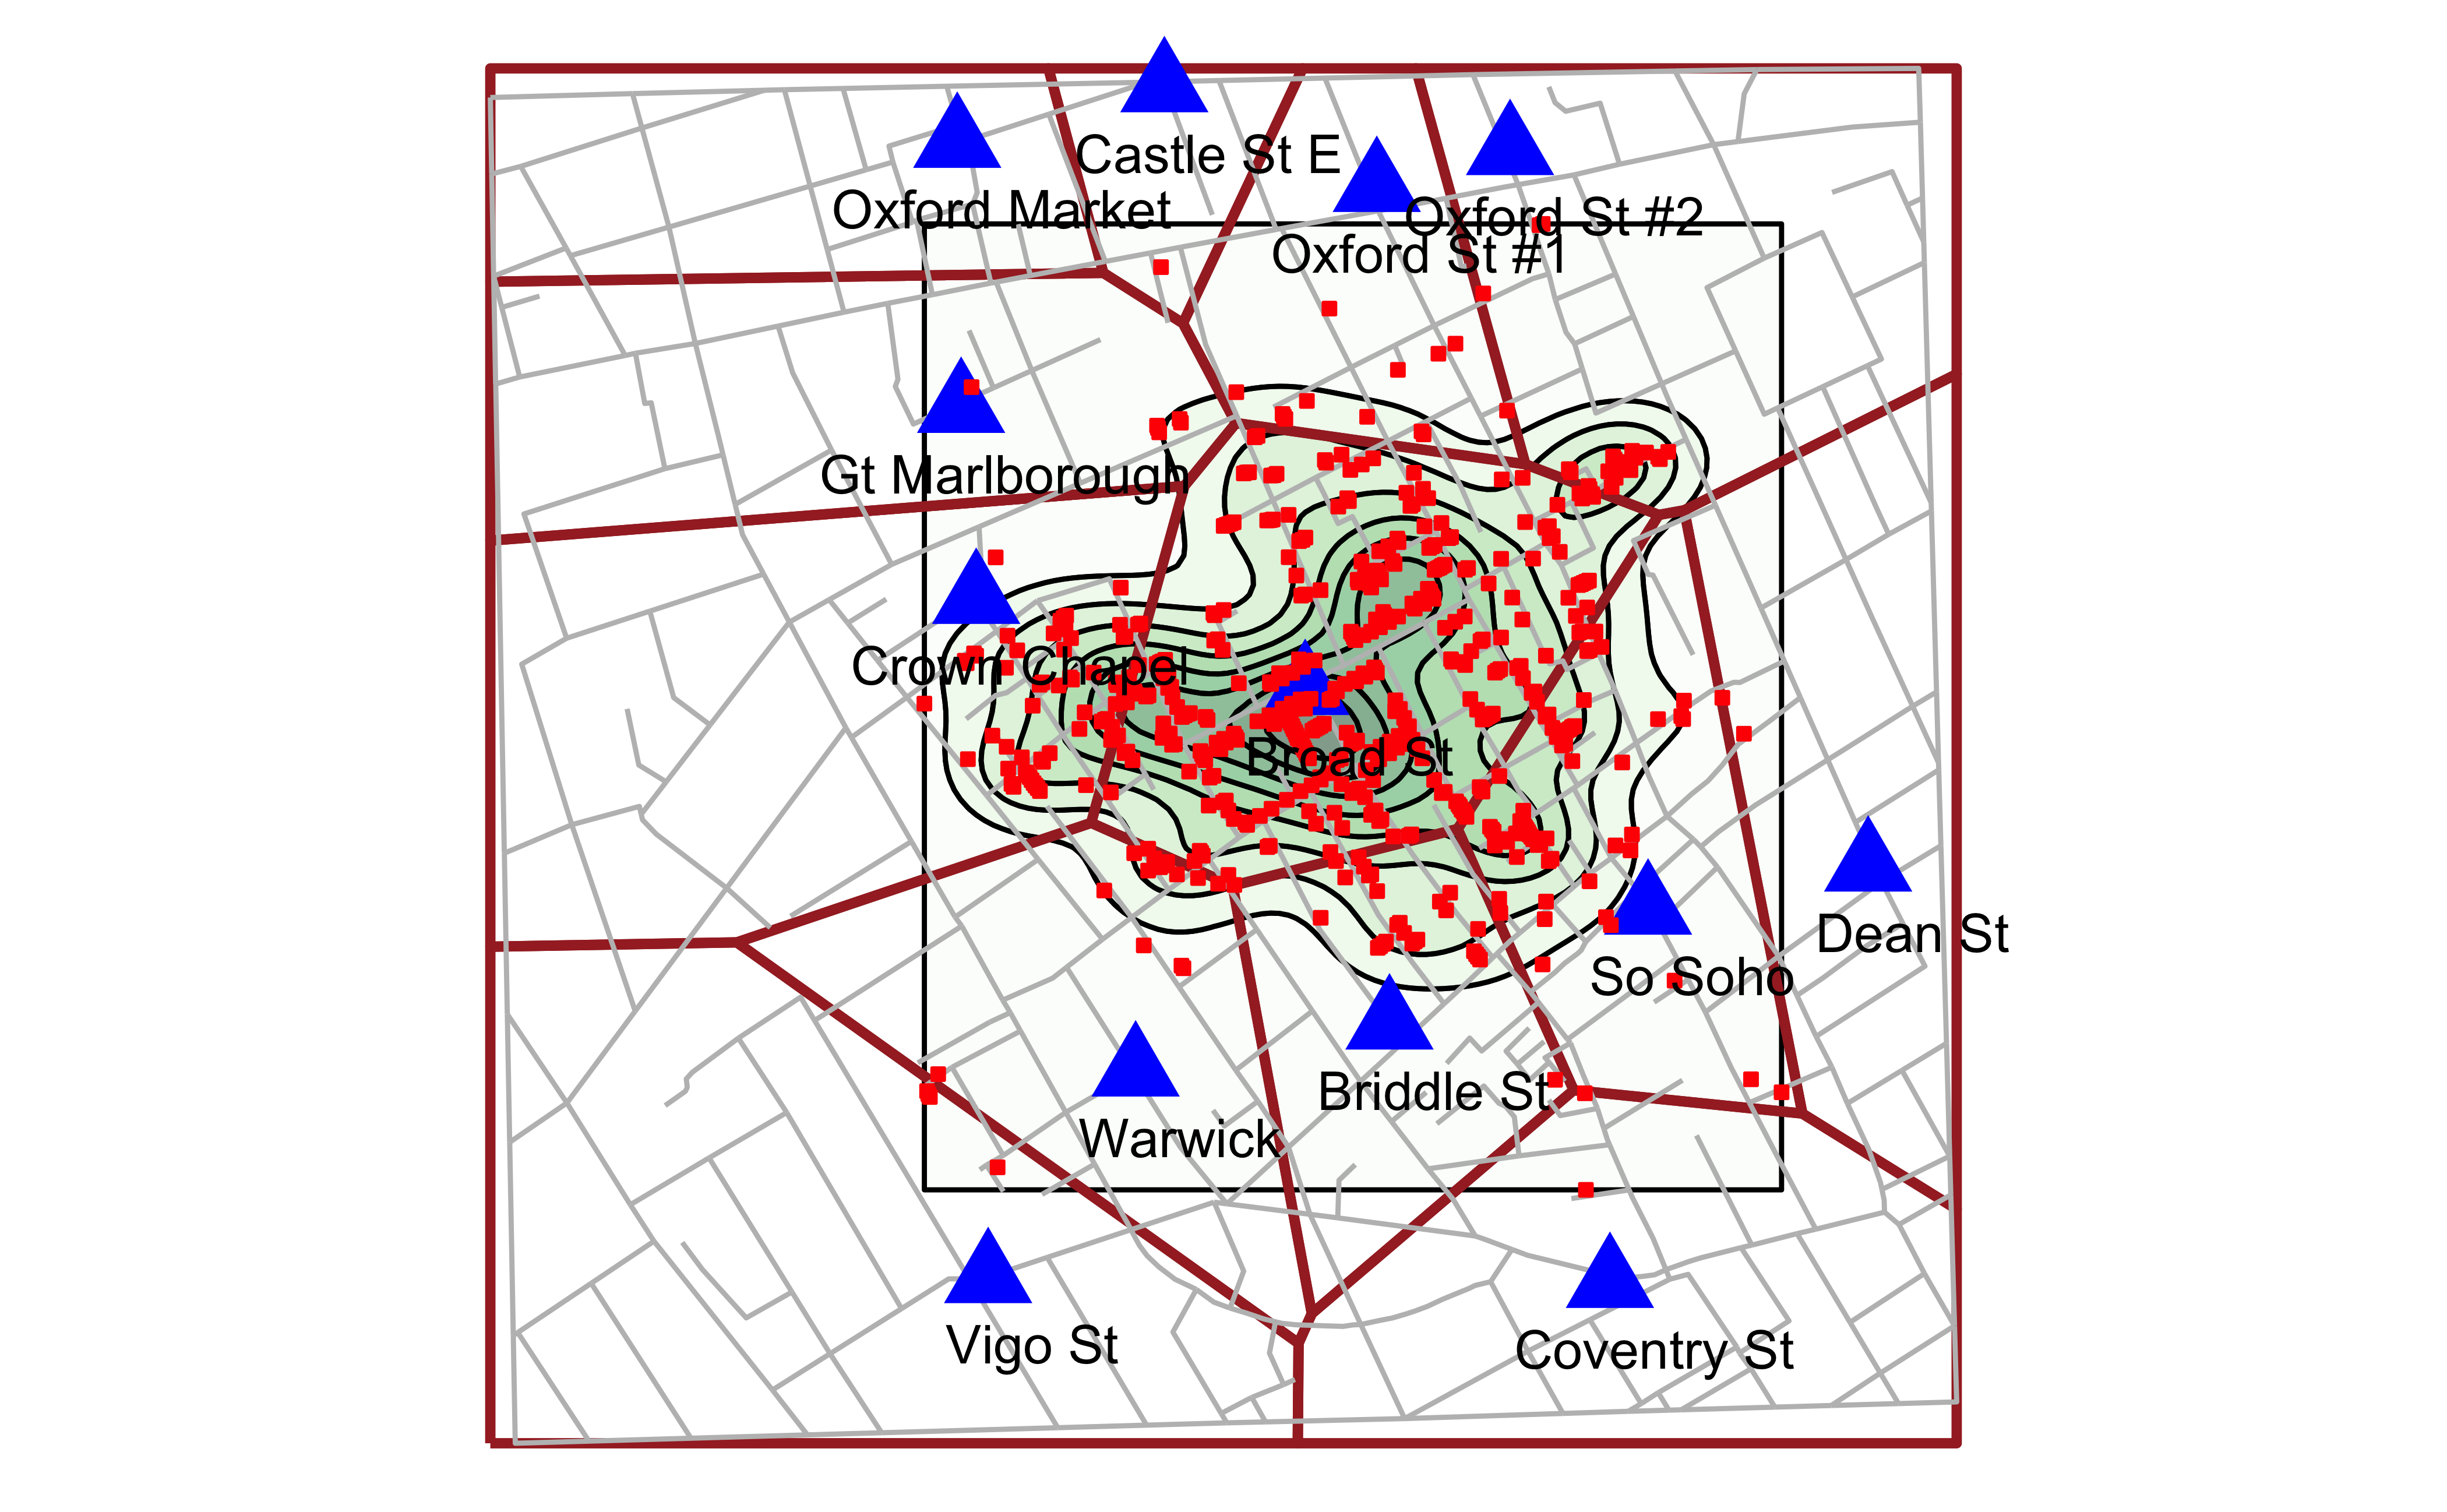 Castle St E
Oxford Market
Oxford St #2
Oxford St #1
Gt Marlborough
Crown Chapel
Broad St
Dean St
So Soho
Briddle St
Warwick
Vigo St
Coventry St